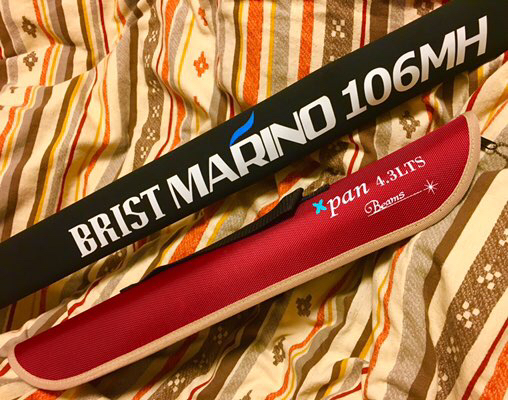 BRIST MARINO 106MH
xpan 4.3LTS
Beams